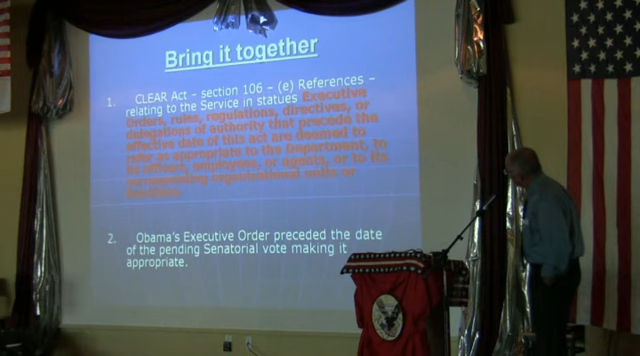 Bring it together
1. CLEAR Act – section 106 – (e) References –
relating to the Service in statues Executive
Orders, rules, regulations, directives, or
delegations of authority that precede the
effective date of this act are deemed to
refer as appropriate to the Department, to
its officers, employees, or agents, or to its
corresponding organizational units or
functions.
2. Obama's Executive Order preceded the date
of the pending Senatorial vote making it
appropriate.